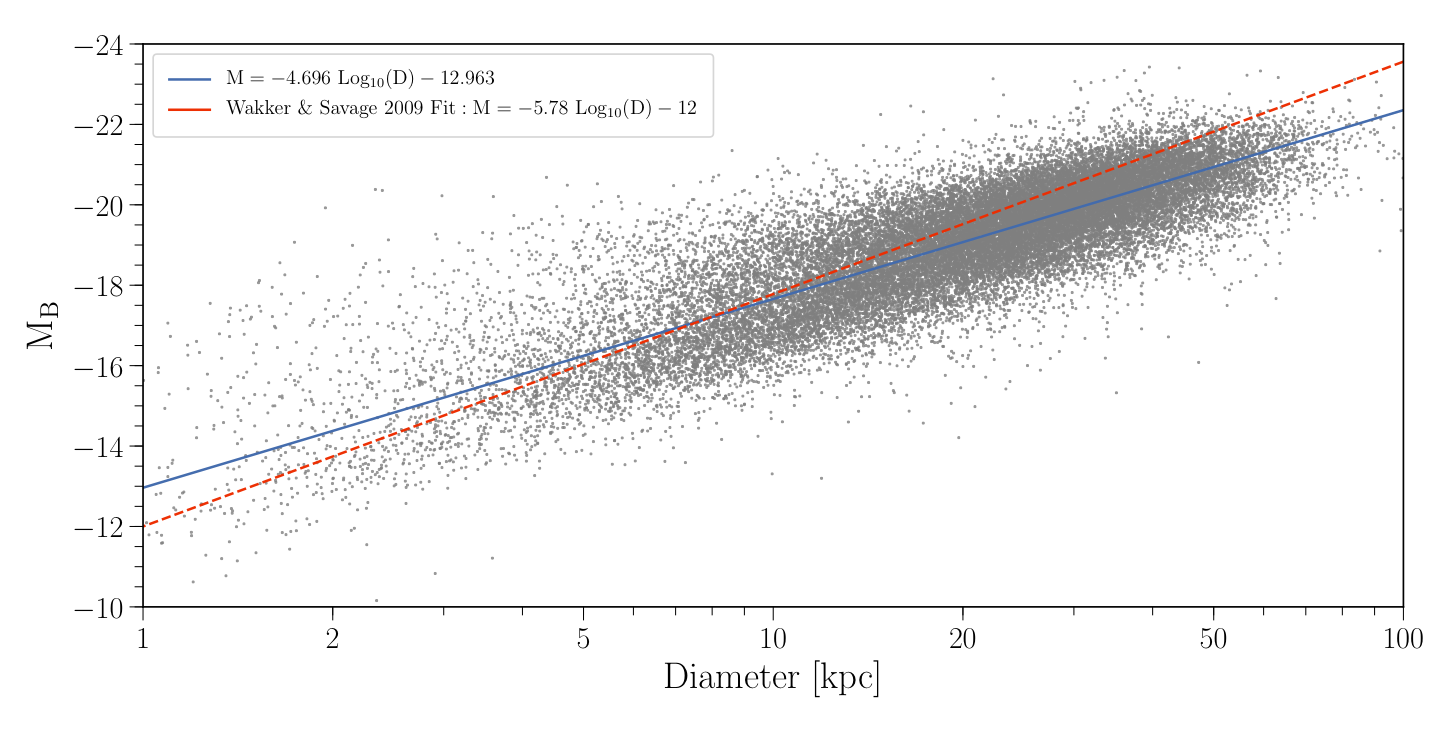 −24
M = −4.696 Log₁₀(D) − 12.963
Wakker & Savage 2009 Fit : M = −5.78 Log₁₀(D) − 12
−22
−20
−18
−16
−14
−12
−10
M_B
1 2 5 10 20 50 100
Diameter [kpc]